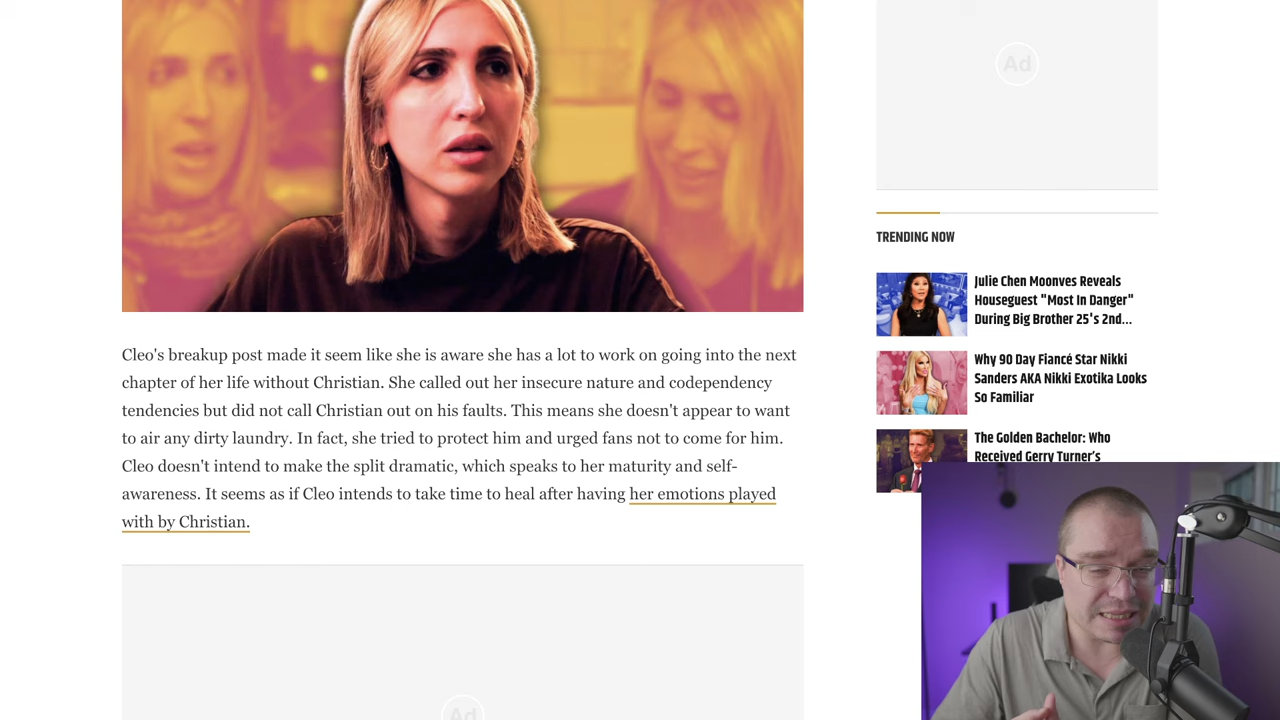 Cleo's breakup post made it seem like she is aware she has a lot to work on going into the next
chapter of her life without Christian. She called out her insecure nature and codependency
tendencies but did not call Christian out on his faults. This means she doesn't appear to want
to air any dirty laundry. In fact, she tried to protect him and urged fans not to come for him.
Cleo doesn't intend to make the split dramatic, which speaks to her maturity and self-
awareness. It seems as if Cleo intends to take time to heal after having her emotions played
with by Christian.
Ad
Ad
TRENDING NOW
Julie Chen Moonves Reveals
Houseguest "Most In Danger"
During Big Brother 25's 2nd...
Why 90 Day Fiancé Star Nikki
Sanders AKA Nikki Exotika Looks
So Familiar
The Golden Bachelor: Who
Received Gerry Turner's